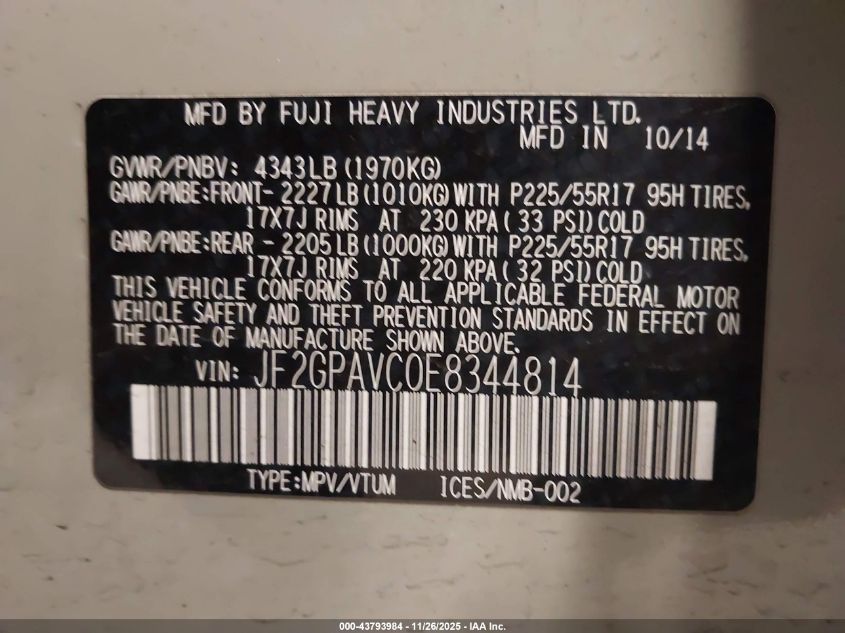 MFD BY FUJI HEAVY INDUSTRIES LTD.
MFD IN 10/14
GVWR/PNBV: 4343LB(1970KG)
GAWR/PNBE:FRONT- 2227LB(1010KG)WITH P225/55R17 95H TIRES,
17X7J RIMS AT 230 KPA( 33 PSI)COLD
GAWR/PNBE:REAR - 2205LB(1000KG)WITH P225/55R17 95H TIRES,
17X7J RIMS AT 220 KPA( 32 PSI)COLD
THIS VEHICLE CONFORMS TO ALL APPLICABLE FEDERAL MOTOR
VEHICLE SAFETY AND THEFT PREVENTION STANDARDS IN EFFECT ON
THE DATE OF MANUFACTURE SHOWN ABOVE.
VIN: JF2GPAVC0E8344814
TYPE:MPV/VTUM ICES/NMB-002
000-43793984 - 11/26/2025 - IAA Inc.